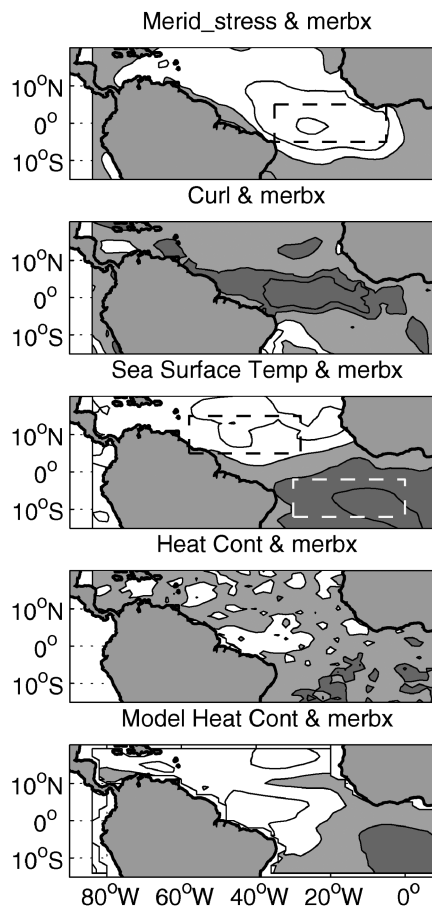 Merid_stress & merbx
10°N
0°
10°S
Curl & merbx
10°N
0°
10°S
Sea Surface Temp & merbx
10°N
0°
10°S
Heat Cont & merbx
10°N
0°
10°S
Model Heat Cont & merbx
10°N
0°
10°S
80°W 60°W 40°W 20°W 0°